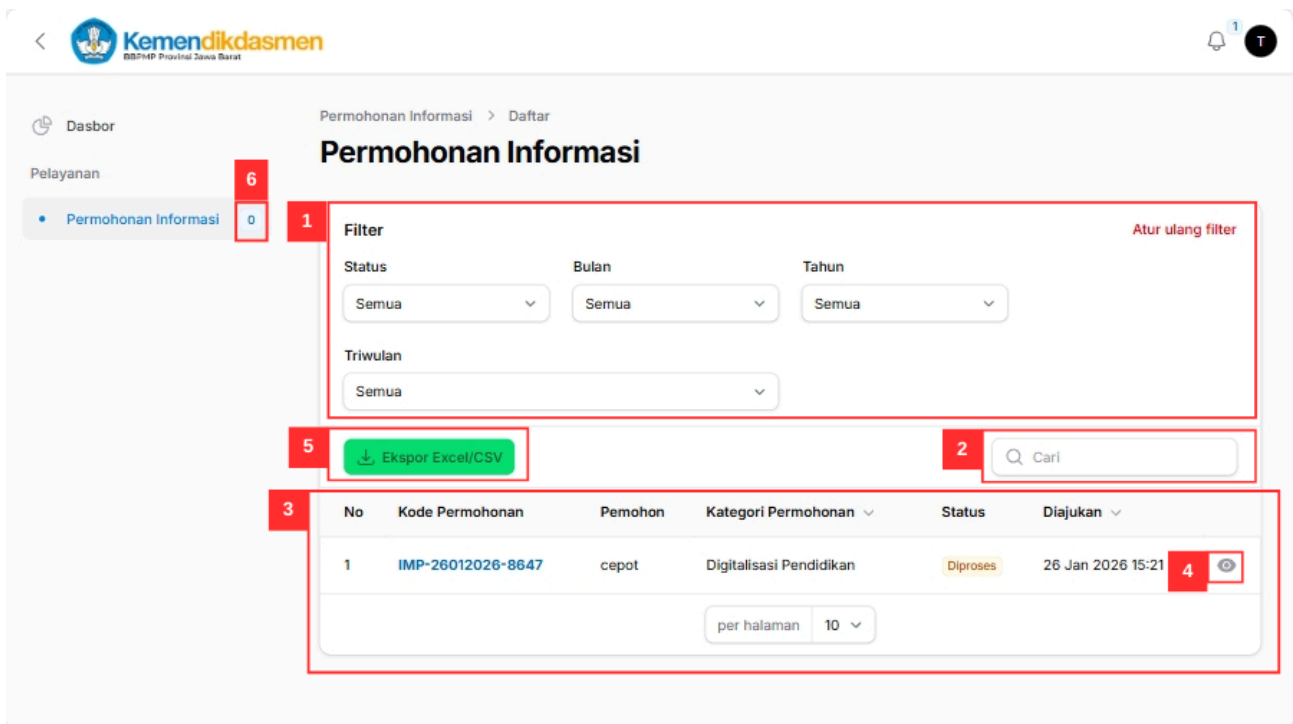 Kemendikdasmen
BBPMP Provinsi Jawa Barat
1
T
Dasbor
Pelayanan
6
Permohonan Informasi 0
Permohonan Informasi > Daftar
Permohonan Informasi
1
Filter Atur ulang filter
Status Bulan Tahun
Semua Semua Semua
Triwulan
Semua
5
Ekspor Excel/CSV
2
Cari
3
No Kode Permohonan Pemohon Kategori Permohonan Status Diajukan
1 IMP-26012026-8647 cepot Digitalisasi Pendidikan Diproses 26 Jan 2026 15:21
4
per halaman 10